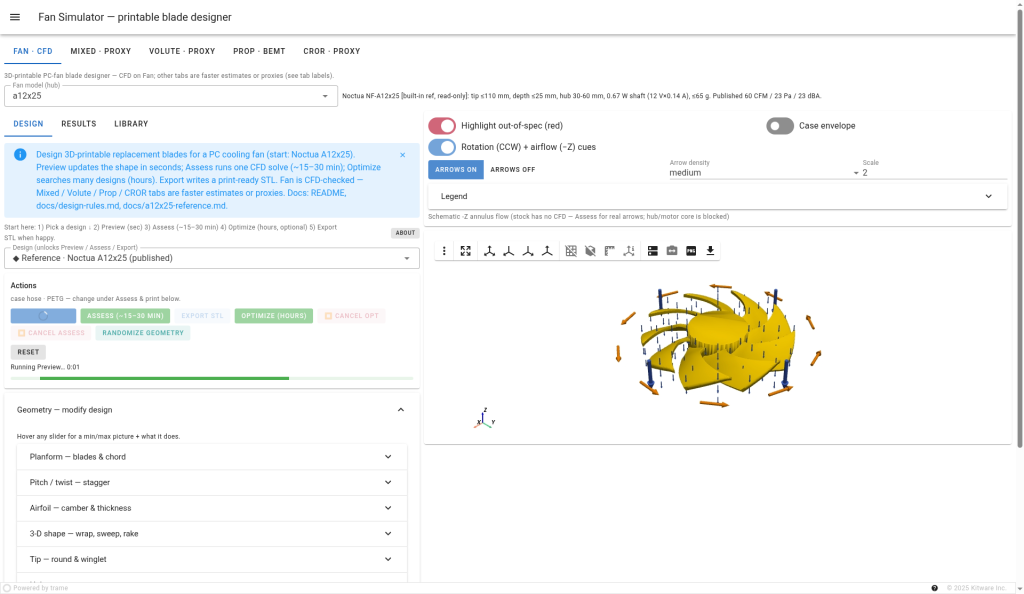 Fan Simulator — printable blade designer
FAN · CFD
MIXED · PROXY
VOLUTE · PROXY
PROP · BEMT
CROR · PROXY
3D-printable PC-fan blade designer — CFD on Fan; other tabs are faster estimates or proxies (see tab labels).
Fan model (hub)
a12x25
Noctua NF-A12x25 [built-in ref, read-only]: tip ≤110 mm, depth ≤25 mm, hub 30-60 mm, 0.67 W shaft (12 V×0.14 A), ≤65 g. Published 60 CFM / 23 Pa / 23 dBA.
DESIGN
RESULTS
LIBRARY
Design 3D-printable replacement blades for a PC cooling fan (start: Noctua A12x25).
Preview updates the shape in seconds; Assess runs one CFD solve (~15–30 min); Optimize
searches many designs (hours). Export writes a print-ready STL. Fan is CFD-checked —
Mixed / Volute / Prop / CROR tabs are faster estimates or proxies. Docs: README,
docs/design-rules.md, docs/a12x25-reference.md.
Start here: 1) Pick a design ↓ 2) Preview (sec) 3) Assess (~15–30 min) 4) Optimize (hours, optional) 5) Export
STL when happy.
ABOUT
Design (unlocks Preview / Assess / Export)
◆ Reference · Noctua A12x25 (published)
Actions
case hose · PETG — change under Assess & print below.
ASSESS (~15–30 MIN)
EXPORT STL
OPTIMIZE (HOURS)
CANCEL OPT
CANCEL ASSESS
RANDOMIZE GEOMETRY
RESET
Running Preview... 0:01
Geometry — modify design
Hover any slider for a min/max picture + what it does.
Planform — blades & chord
Pitch / twist — stagger
Airfoil — camber & thickness
3-D shape — wrap, sweep, rake
Tip — round & winglet
Highlight out-of-spec (red)
Case envelope
Rotation (CCW) + airflow (−Z) cues
ARROWS ON
ARROWS OFF
Arrow density
medium
Scale
2
Legend
Schematic -Z annulus flow (stock has no CFD — Assess for real arrows; hub/motor core is blocked)
PNG
Z
X
Y
Powered by trame
© 2025 Kitware Inc.